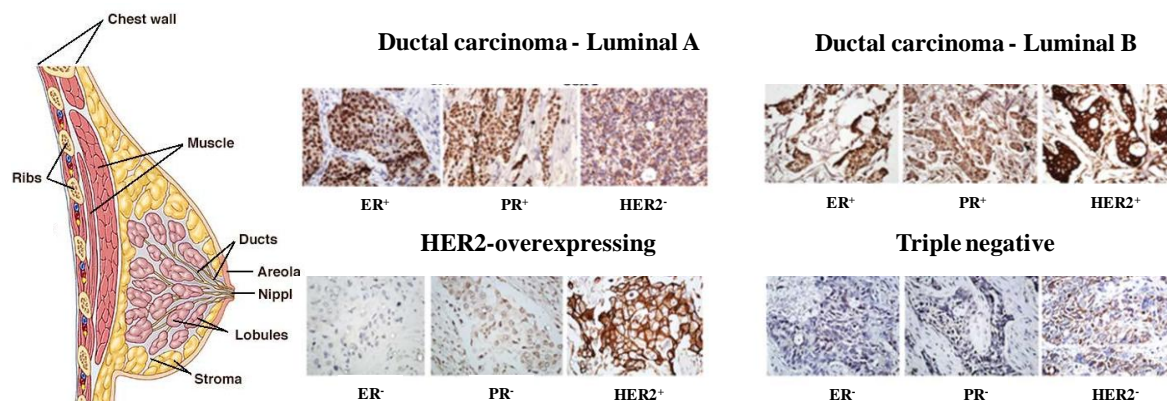 Chest wall
Muscle
Ribs
Ducts
Areola
Nippl
Lobules
Stroma
Ductal carcinoma - Luminal A
ER⁺ PR⁺ HER2⁻
Ductal carcinoma - Luminal B
ER⁺ PR⁺ HER2⁺
HER2-overexpressing
ER⁻ PR⁻ HER2⁺
Triple negative
ER⁻ PR⁻ HER2⁻